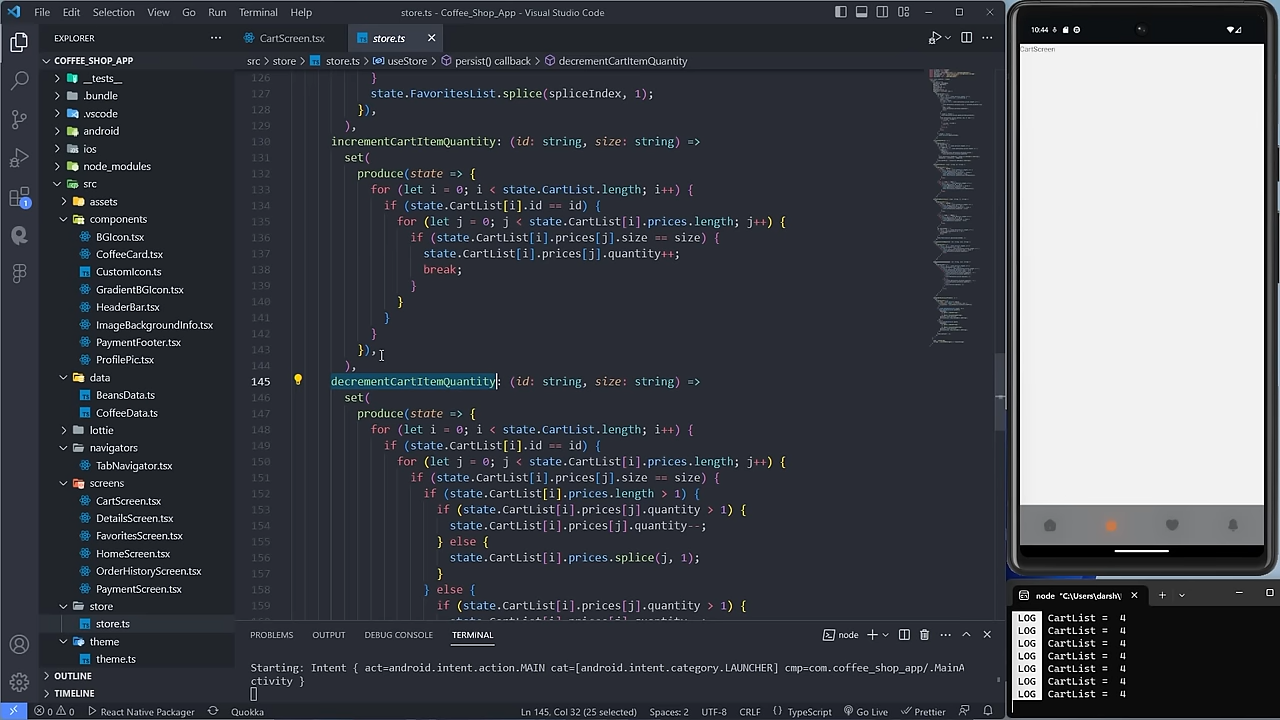 File Edit Selection View Go Run Terminal Help
store.ts - Coffee_Shop_App - Visual Studio Code
EXPLORER
COFFEE_SHOP_APP
__tests__
.bundle
ios
components
BGIcon.tsx
CoffeeCard.tsx
CustomIcon.ts
GradientBGIcon.tsx
HeaderBar.tsx
ImageBackgroundInfo.tsx
PaymentFooter.tsx
ProfilePic.tsx
data
BeansData.ts
CoffeeData.ts
lottie
navigators
TabNavigator.tsx
screens
CartScreen.tsx
DetailsScreen.tsx
FavoritesScreen.tsx
HomeScreen.tsx
OrderHistoryScreen.tsx
PaymentScreen.tsx
store
store.ts
theme
theme.ts
OUTLINE
TIMELINE
CartScreen.tsx
store.ts
src > store >
persist() callback > decrementCartItemQuantity
126 }
127 state.FavoritesList.splice(spliceIndex, 1);
128 }),
129 ),
130 incrementCartItemQuantity: (id: string, size: string) =>
131 set(
132 produce(state => {
133 for (let i = 0; i < state.CartList.length; i++) {
134 if (state.CartList[i].id == id) {
135 for (let j = 0; j < state.CartList[i].prices.length; j++) {
136 if (state.CartList[i].prices[j].size == size) {
137 state.CartList[i].prices[j].quantity++;
138 break;
139 }
140 }
141 }
142 }
143 }),
144 ),
145 decrementCartItemQuantity: (id: string, size: string) =>
146 set(
147 produce(state => {
148 for (let i = 0; i < state.CartList.length; i++) {
149 if (state.CartList[i].id == id) {
150 for (let j = 0; j < state.CartList[i].prices.length; j++) {
151 if (state.CartList[i].prices[j].size == size) {
152 if (state.CartList[i].prices.length > 1) {
153 if (state.CartList[i].prices[j].quantity > 1) {
154 state.CartList[i].prices[j].quantity--;
155 } else {
156 state.CartList[i].prices.splice(j, 1);
157 }
158 } else {
159 if (state.CartList[i].prices[j].quantity > 1) {
PROBLEMS OUTPUT DEBUG CONSOLE TERMINAL
node
Starting: Intent { act=android.intent.action.MAIN cat=[android.intent.category.LAUNCHER] cmp=com.coffee_shop_app/.MainA
ctivity }
0 0 React Native Packager Quokka
Ln 145, Col 32 (25 selected) Spaces: 2 UTF-8 CRLF {} TypeScript Go Live Prettier
10:44
CartScreen
node "C:\Users\darsh\
LOG CartList = 4
LOG CartList = 4
LOG CartList = 4
LOG CartList = 4
LOG CartList = 4
LOG CartList = 4
LOG CartList = 4